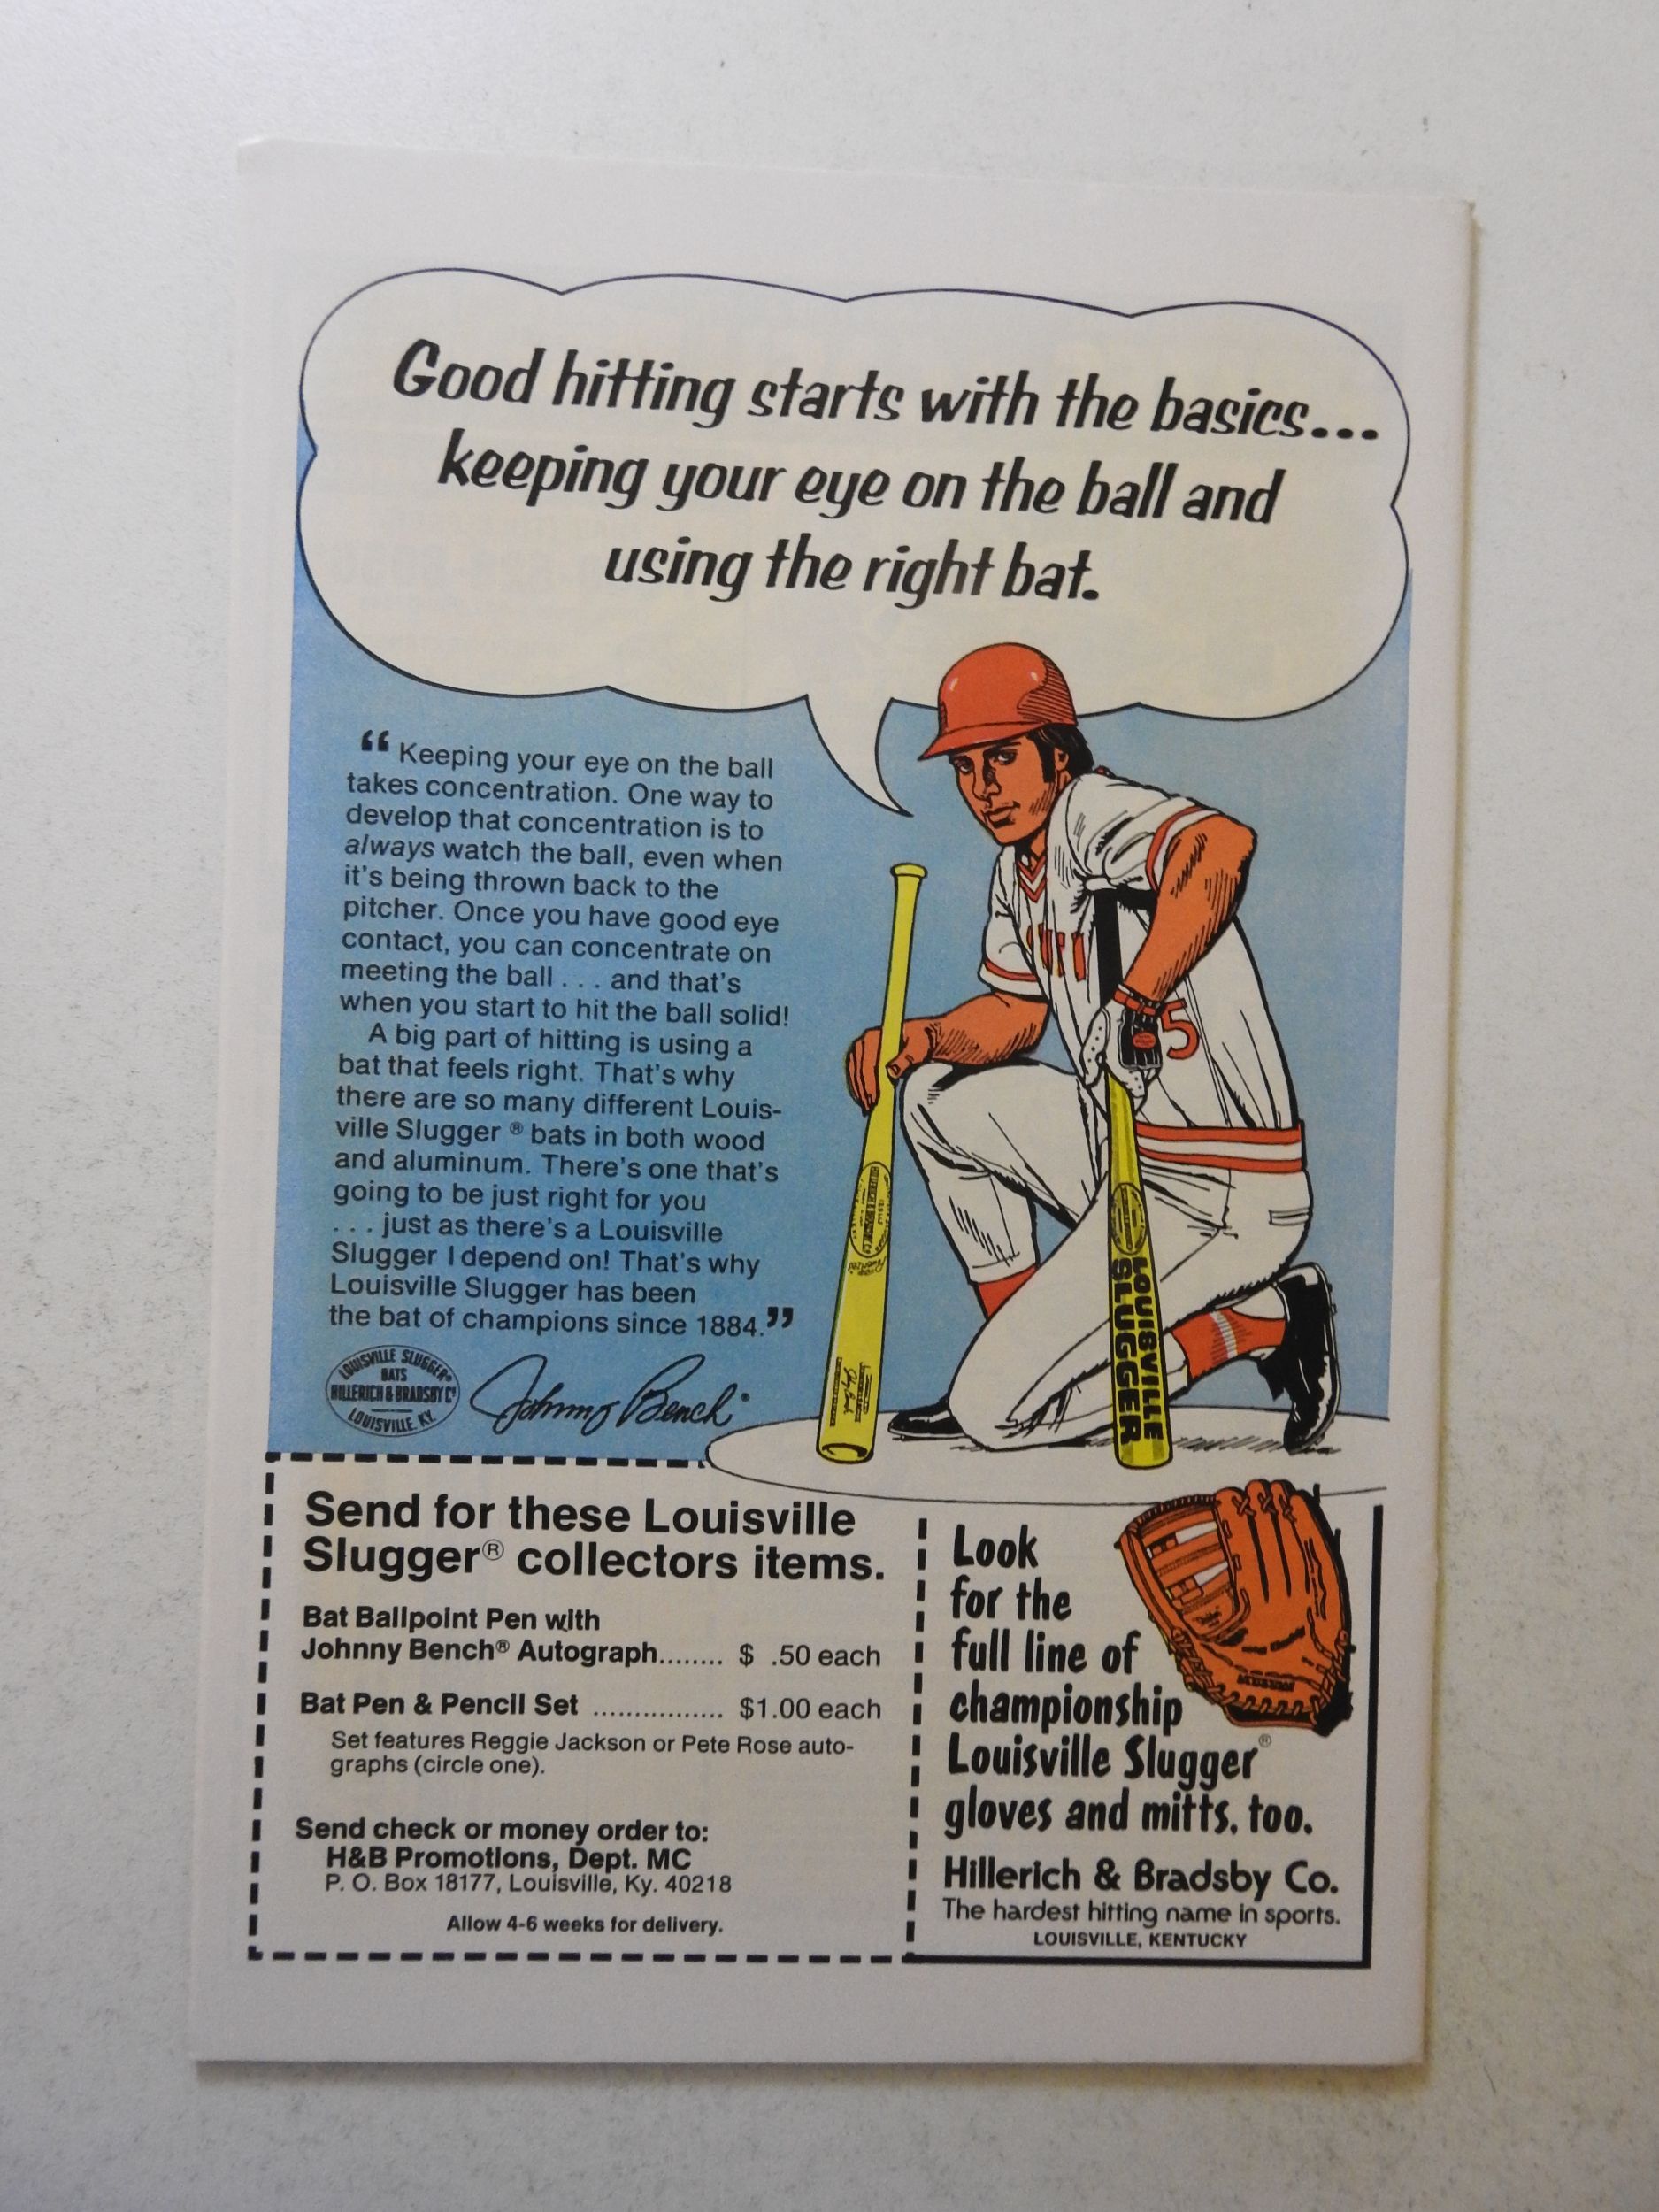 Good hitting starts with the basics...
keeping your eye on the ball and
using the right bat.
“ Keeping your eye on the ball
takes concentration. One way to
develop that concentration is to
always watch the ball, even when
it's being thrown back to the
pitcher. Once you have good eye
contact, you can concentrate on
meeting the ball . . . and that's
when you start to hit the ball solid!
A big part of hitting is using a
bat that feels right. That's why
there are so many different Louis-
ville Slugger ® bats in both wood
and aluminum. There's one that's
going to be just right for you
. . . just as there's a Louisville
Slugger I depend on! That's why
Louisville Slugger has been
the bat of champions since 1884.”
LOUISVILLE SLUGGER®
BATS
HILLERICH & BRADSBY Cº
LOUISVILLE. KY.
Johnny Bench
5
LOUISVILLE
SLUGGER
Send for these Louisville
Slugger® collectors items.
Bat Ballpoint Pen with
Johnny Bench® Autograph........ $ .50 each
Bat Pen & Pencil Set ................ $1.00 each
Set features Reggie Jackson or Pete Rose auto-
graphs (circle one).
Send check or money order to:
H&B Promotions, Dept. MC
P. O. Box 18177, Louisville, Ky. 40218
Allow 4-6 weeks for delivery.
Look
for the
full line of
championship
Louisville Slugger®
gloves and mitts, too.
Hillerich & Bradsby Co.
The hardest hitting name in sports.
LOUISVILLE, KENTUCKY